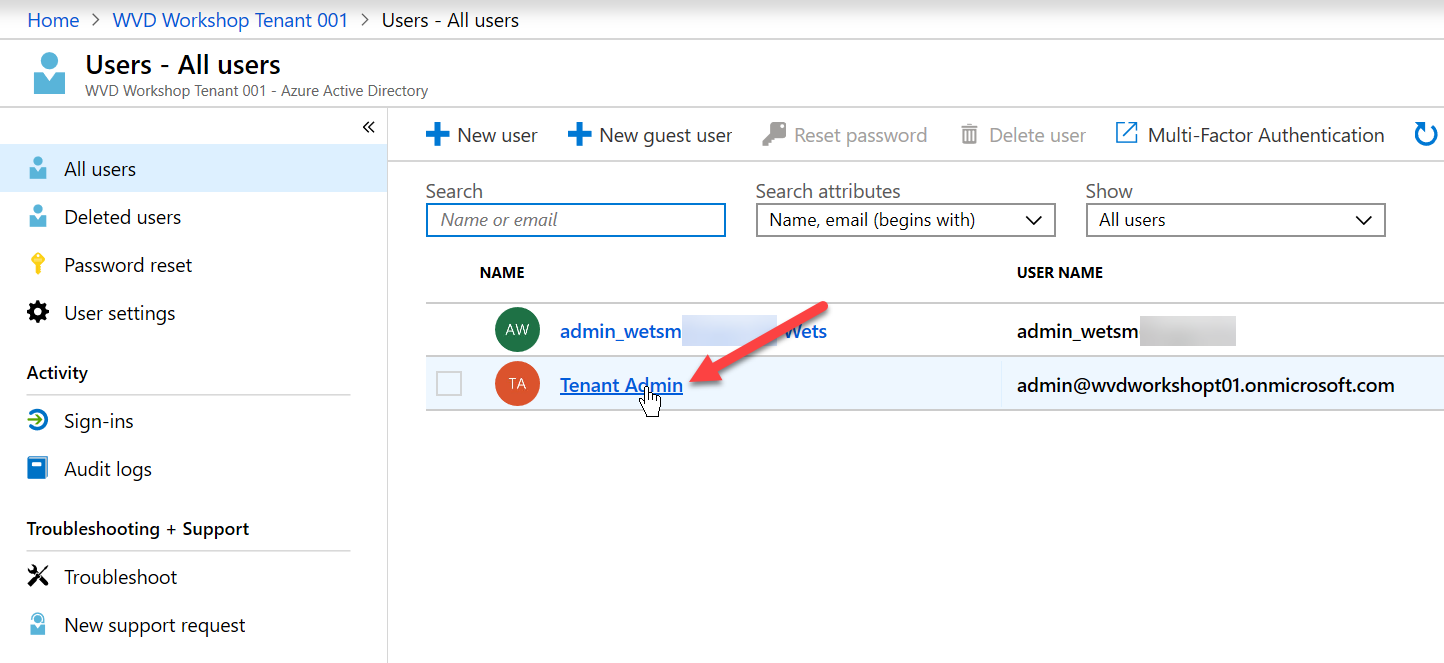 Home > WVD Workshop Tenant 001 > Users - All users
Users - All users
WVD Workshop Tenant 001 - Azure Active Directory
«
New user
New guest user
Reset password
Delete user
Multi-Factor Authentication
All users
Deleted users
Password reset
User settings
Activity
Sign-ins
Audit logs
Troubleshooting + Support
Troubleshoot
New support request
Search
Search attributes
Show
Name or email
Name, email (begins with)
All users
NAME
USER NAME
AW
admin_wetsm Wets
admin_wetsm
TA
Tenant Admin
admin@wvdworkshopt01.onmicrosoft.com